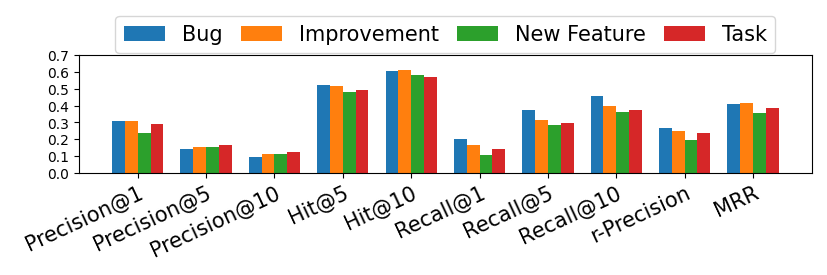 Bug Improvement New Feature Task
0.7
0.6
0.5
0.4
0.3
0.2
0.1
0.0
Precision@1
Precision@5
Precision@10
Hit@5
Hit@10
Recall@1
Recall@5
Recall@10
r-Precision
MRR